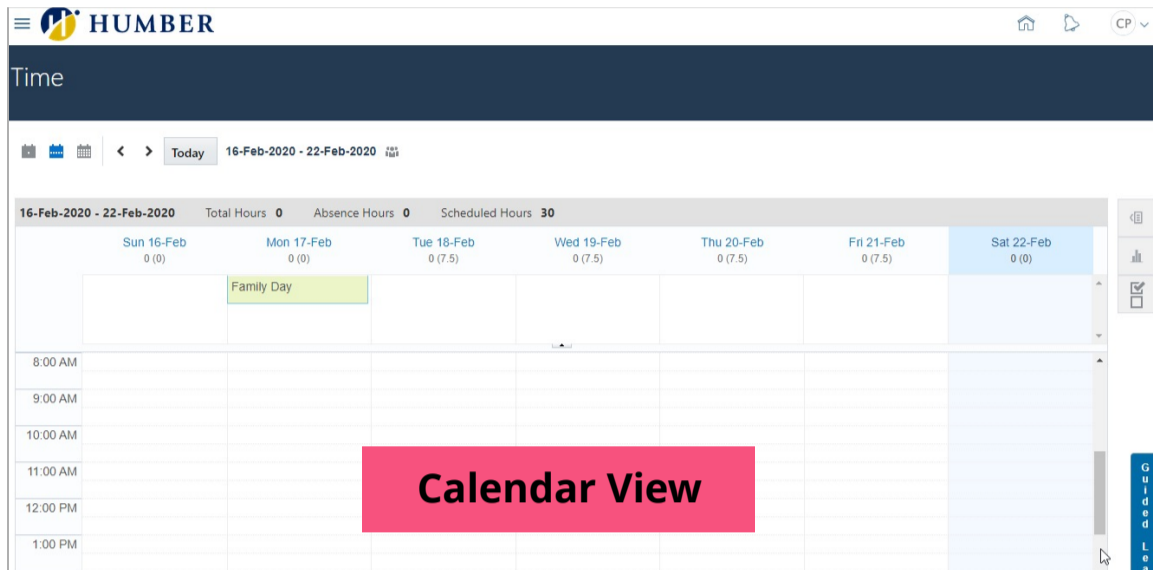 HUMBER
CP
Time
Today 16-Feb-2020 - 22-Feb-2020
16-Feb-2020 - 22-Feb-2020 Total Hours 0 Absence Hours 0 Scheduled Hours 30
Sun 16-Feb Mon 17-Feb Tue 18-Feb Wed 19-Feb Thu 20-Feb Fri 21-Feb Sat 22-Feb
0 (0) 0 (0) 0 (7.5) 0 (7.5) 0 (7.5) 0 (7.5) 0 (0)
Family Day
8:00 AM
9:00 AM
10:00 AM
11:00 AM
12:00 PM
1:00 PM
Calendar View
Guided Lea